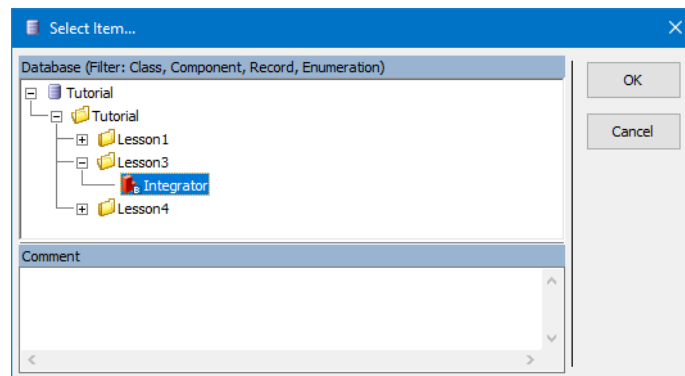 Select Item...
Database (Filter: Class, Component, Record, Enumeration)
Tutorial
Tutorial
Lesson1
Lesson3
B Integrator
Lesson4
Comment
OK
Cancel